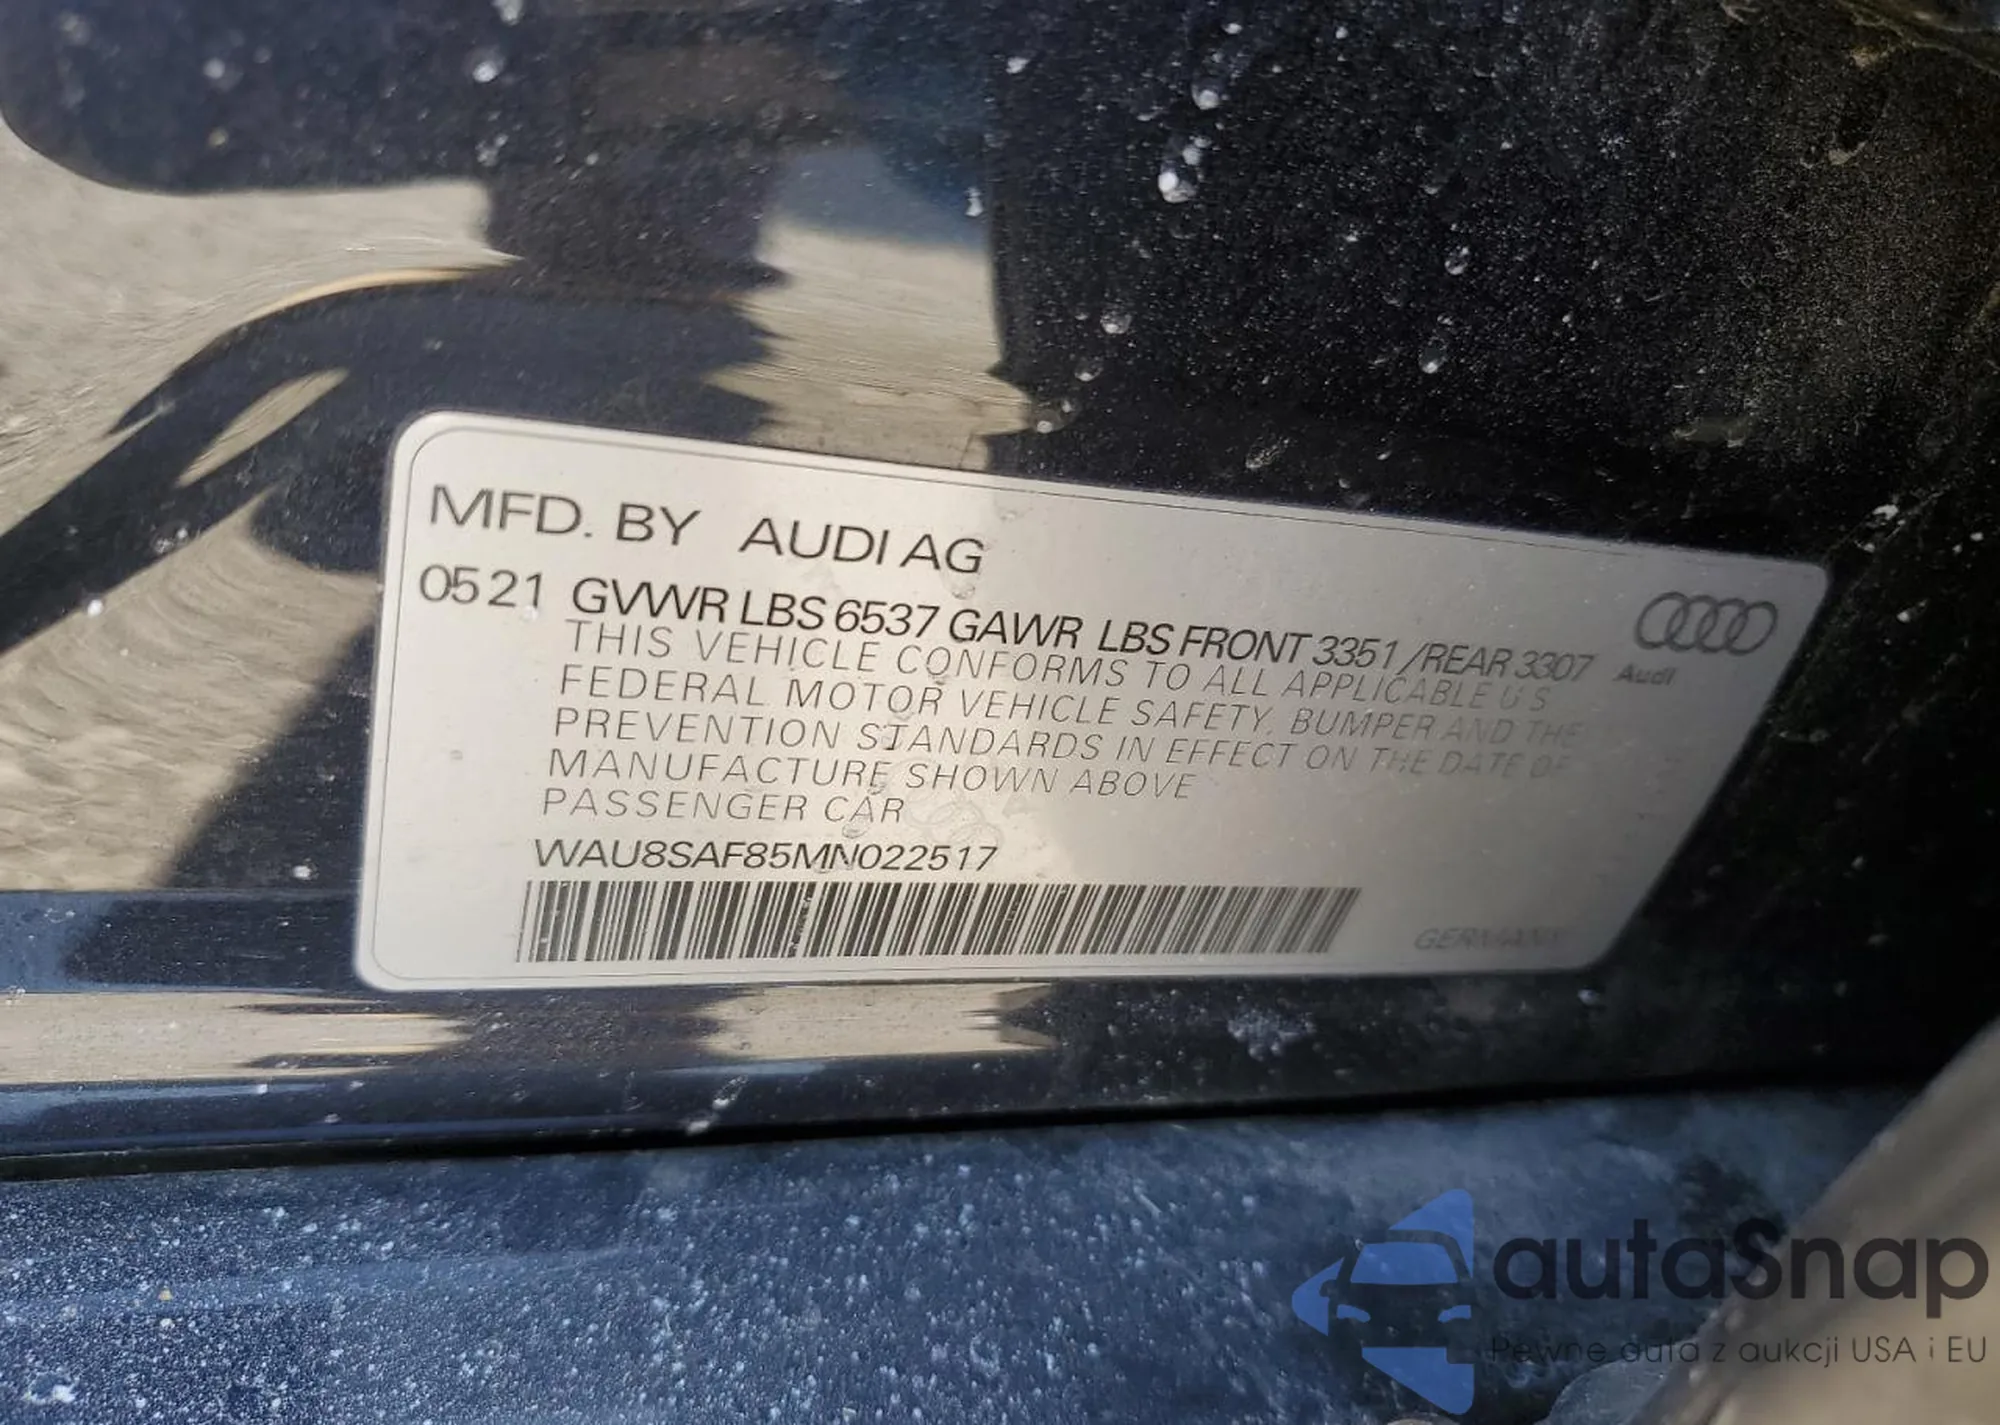 MFD. BY AUDI AG
0521 GVWR LBS 6537 GAWR LBS FRONT 3351 /REAR 3307
Audi
THIS VEHICLE CONFORMS TO ALL APPLICABLE U S
FEDERAL MOTOR VEHICLE SAFETY, BUMPER AND THE
PREVENTION STANDARDS IN EFFECT ON THE DATE OF
MANUFACTURE SHOWN ABOVE
PASSENGER CAR
WAU8SAF85MN022517
GERMANY
autaSnap
Pewne auta z aukcji USA i EU